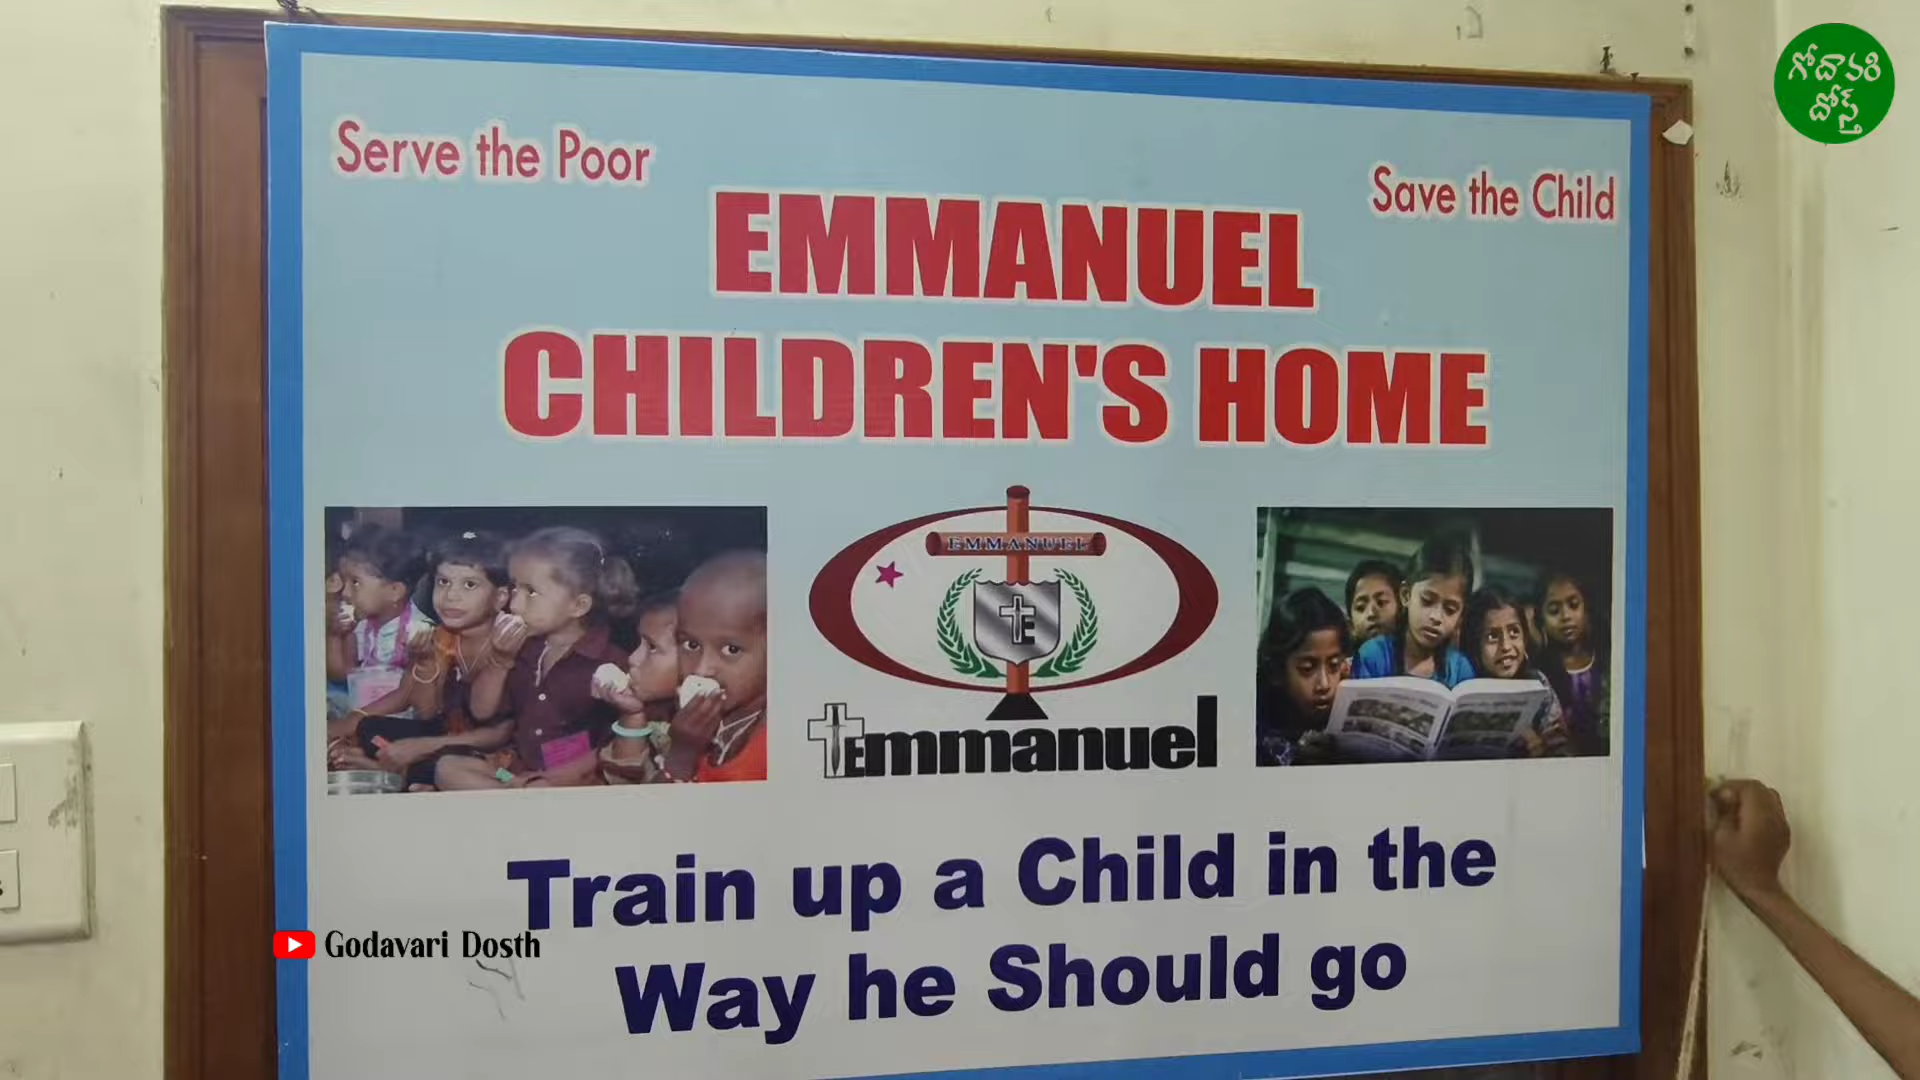 గోదావరి
దోస్త్
Serve the Poor
Save the Child
EMMANUEL
CHILDREN'S HOME
EMMANUEL
E
Emmanuel
Train up a Child in the
Way he Should go
Godavari Dosth